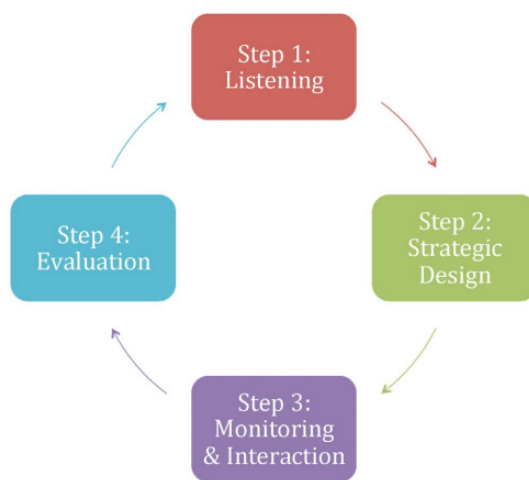 Step 1:
Listening
Step 2:
Strategic
Design
Step 3:
Monitoring
& Interaction
Step 4:
Evaluation